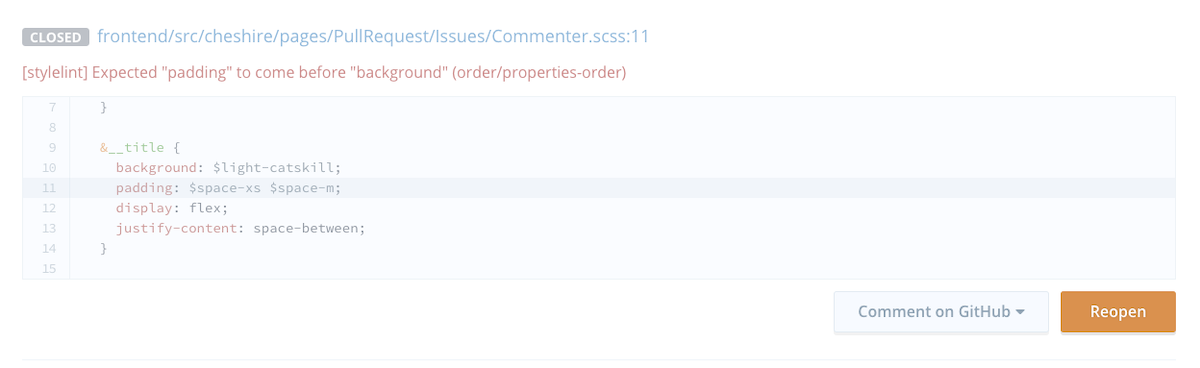 CLOSED frontend/src/cheshire/pages/PullRequest/Issues/Commenter.scss:11
[stylelint] Expected "padding" to come before "background" (order/properties-order)
7 }
8
9 &__title {
10 background: $light-catskill;
11 padding: $space-xs $space-m;
12 display: flex;
13 justify-content: space-between;
14 }
15
Comment on GitHub Reopen